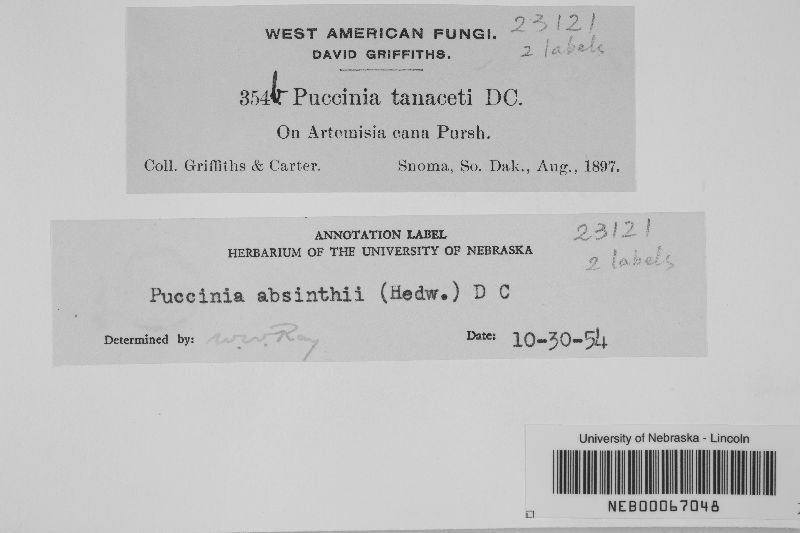 WEST AMERICAN FUNGI. 23121
DAVID GRIFFITHS. 2 labels
354b Puccinia tanaceti DC.
On Artemisia cana Pursh.
Coll. Griffiths & Carter. Snoma, So. Dak., Aug., 1897.
ANNOTATION LABEL 23121
HERBARIUM OF THE UNIVERSITY OF NEBRASKA 2 labels
Puccinia absinthii (Hedw.) D C
Determined by: W.W. Ray Date: 10-30-54
University of Nebraska - Lincoln
NEB00067048